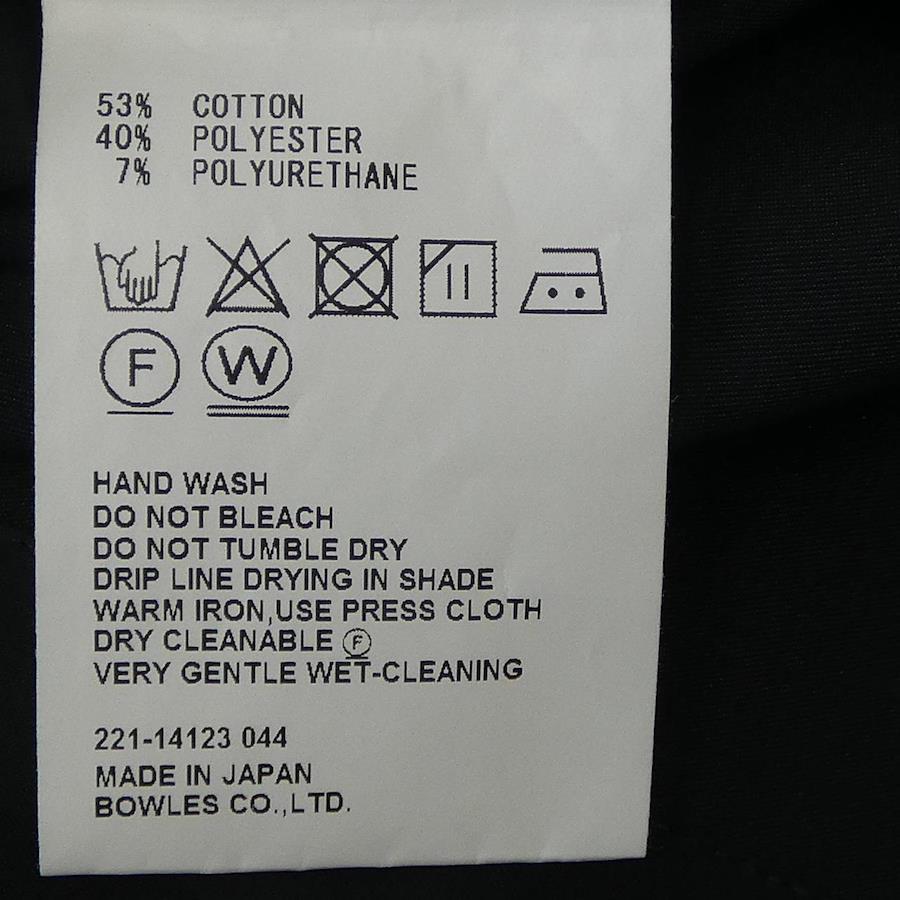 53% COTTON
40% POLYESTER
7% POLYURETHANE
F W
HAND WASH
DO NOT BLEACH
DO NOT TUMBLE DRY
DRIP LINE DRYING IN SHADE
WARM IRON,USE PRESS CLOTH
DRY CLEANABLE Ⓕ
VERY GENTLE WET-CLEANING
221-14123 044
MADE IN JAPAN
BOWLES CO.,LTD.